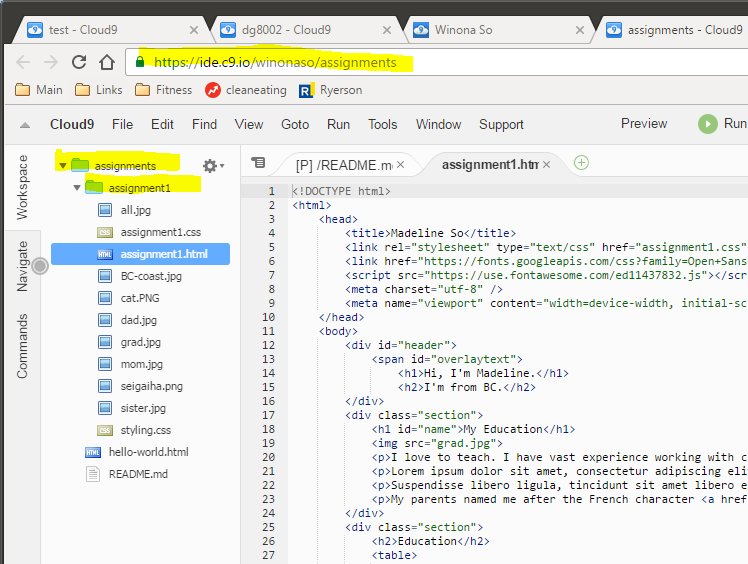 test - Cloud9
dg8002 - Cloud9
Winona So
assignments - Cloud9
https://ide.c9.io/winonaso/assignments
Main
Links
Fitness
cleaneating
Ryerson
Cloud9
File
Edit
Find
View
Goto
Run
Tools
Window
Support
Preview
Run
Workspace
Navigate
Commands
assignments
assignment1
all.jpg
assignment1.css
assignment1.html
BC-coast.jpg
cat.PNG
dad.jpg
grad.jpg
mom.jpg
seigaiha.png
sister.jpg
styling.css
hello-world.html
README.md
[P] /README.m
assignment1.htm
1 <!DOCTYPE html>
2 <html>
3 <head>
4 <title>Madeline So</title>
5 <link rel="stylesheet" type="text/css" href="assignment1.css"
6 <link href="https://fonts.googleapis.com/css?family=Open+Sans
7 <script src="https://use.fontawesome.com/ed11437832.js"></scr
8 <meta charset="utf-8" />
9 <meta name="viewport" content="width=device-width, initial-sc
10 </head>
11 <body>
12 <div id="header">
13 <span id="overlaytext">
14 <h1>Hi, I'm Madeline.</h1>
15 <h2>I'm from BC.</h2>
16 </div>
17 <div class="section">
18 <h1 id="name">My Education</h1>
19 <img src="grad.jpg">
20 <p>I love to teach. I have vast experience working with c
21 <p>Lorem ipsum dolor sit amet, consectetur adipiscing eli
22 <p>Suspendisse libero ligula, tincidunt sit amet libero e
23 <p>My parents named me after the French character <a href
24 </div>
25 <div class="section">
26 <h2>Education</h2>
27 <table>